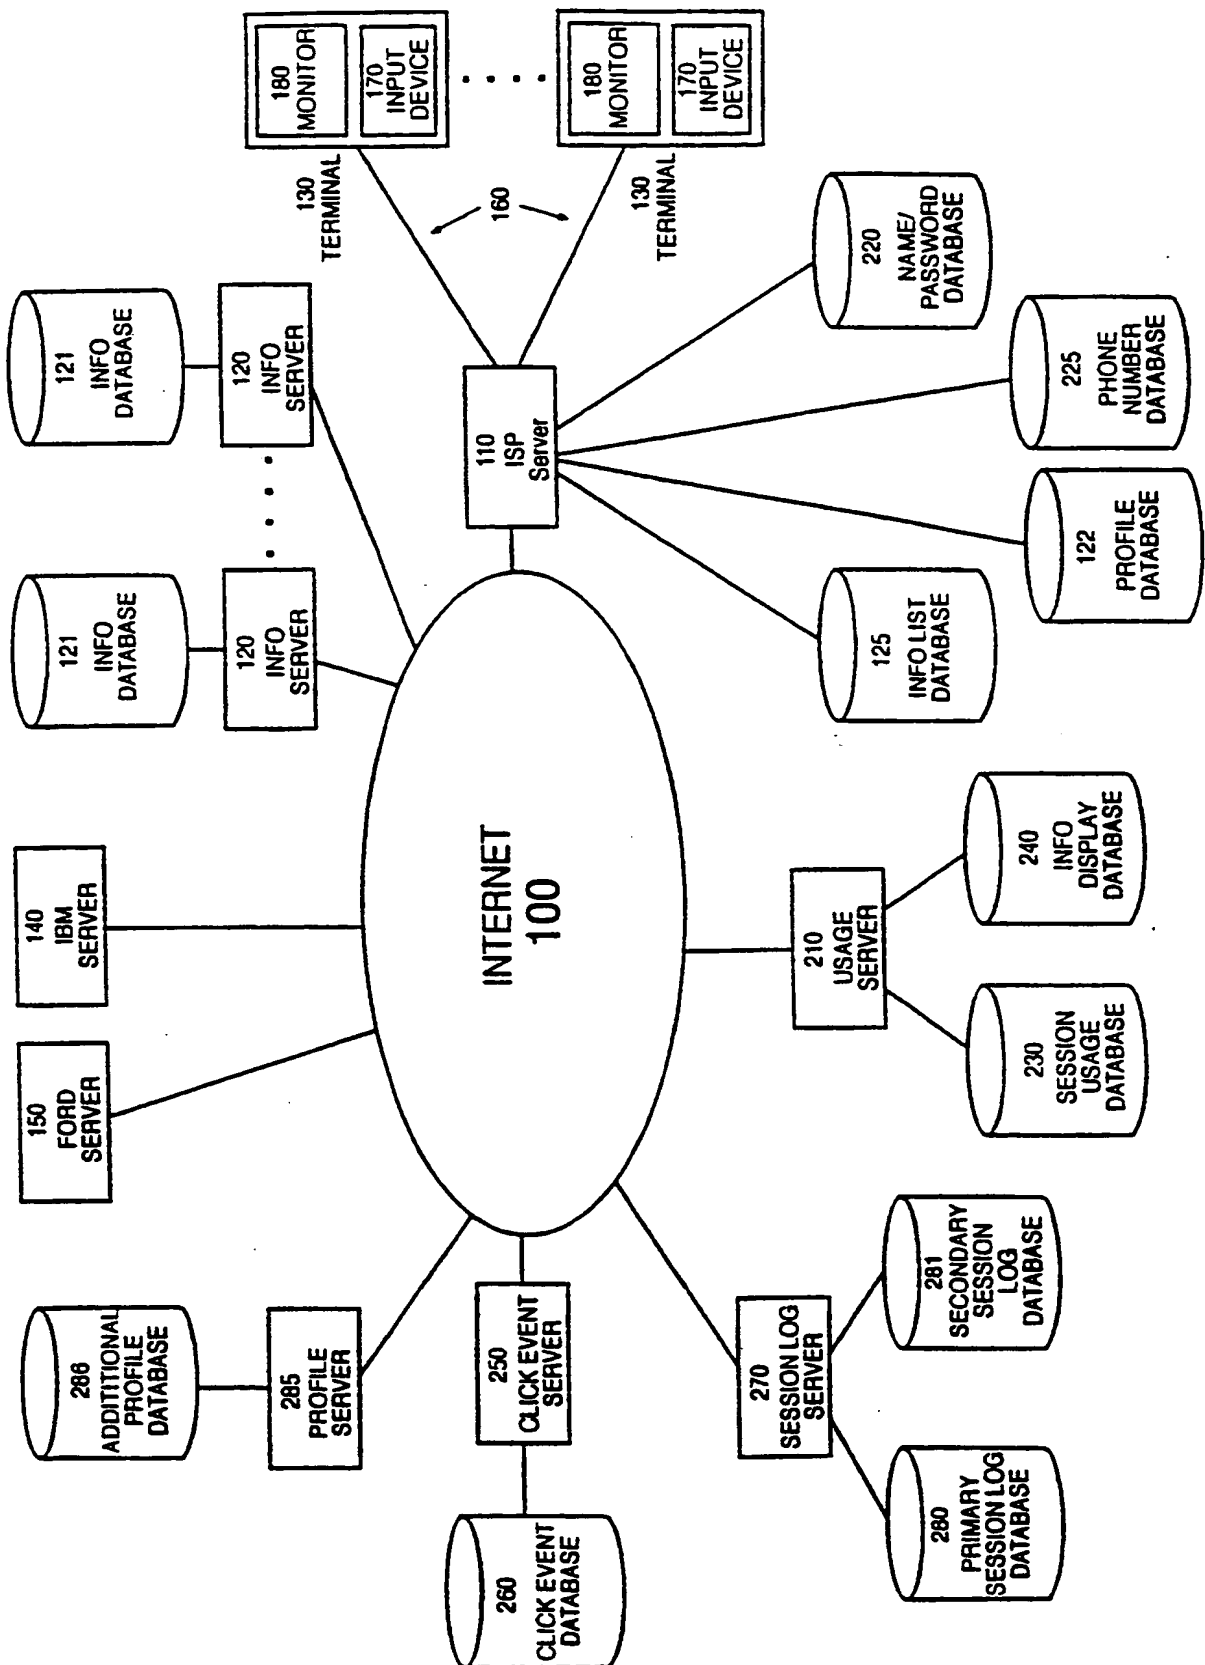 286
ADDITIONAL
PROFILE
DATABASE
285
PROFILE
SERVER
260
CLICK EVENT
DATABASE
250
CLICK EVENT
SERVER
280
PRIMARY
SESSION LOG
DATABASE
270
SESSION LOG
SERVER
281
SECONDARY
SESSION
LOG
DATABASE
150
FORD
SERVER
140
IBM
SERVER
INTERNET
100
230
SESSION
USAGE
DATABASE
210
USAGE
SERVER
240
INFO
DISPLAY
DATABASE
121
INFO
DATABASE
120
INFO
SERVER
121
INFO
DATABASE
120
INFO
SERVER
110
ISP
Server
125
INFO LIST
DATABASE
122
PROFILE
DATABASE
225
PHONE
NUMBER
DATABASE
220
NAME/
PASSWORD
DATABASE
130
TERMINAL
160
130
TERMINAL
180
MONITOR
170
INPUT
DEVICE
180
MONITOR
170
INPUT
DEVICE